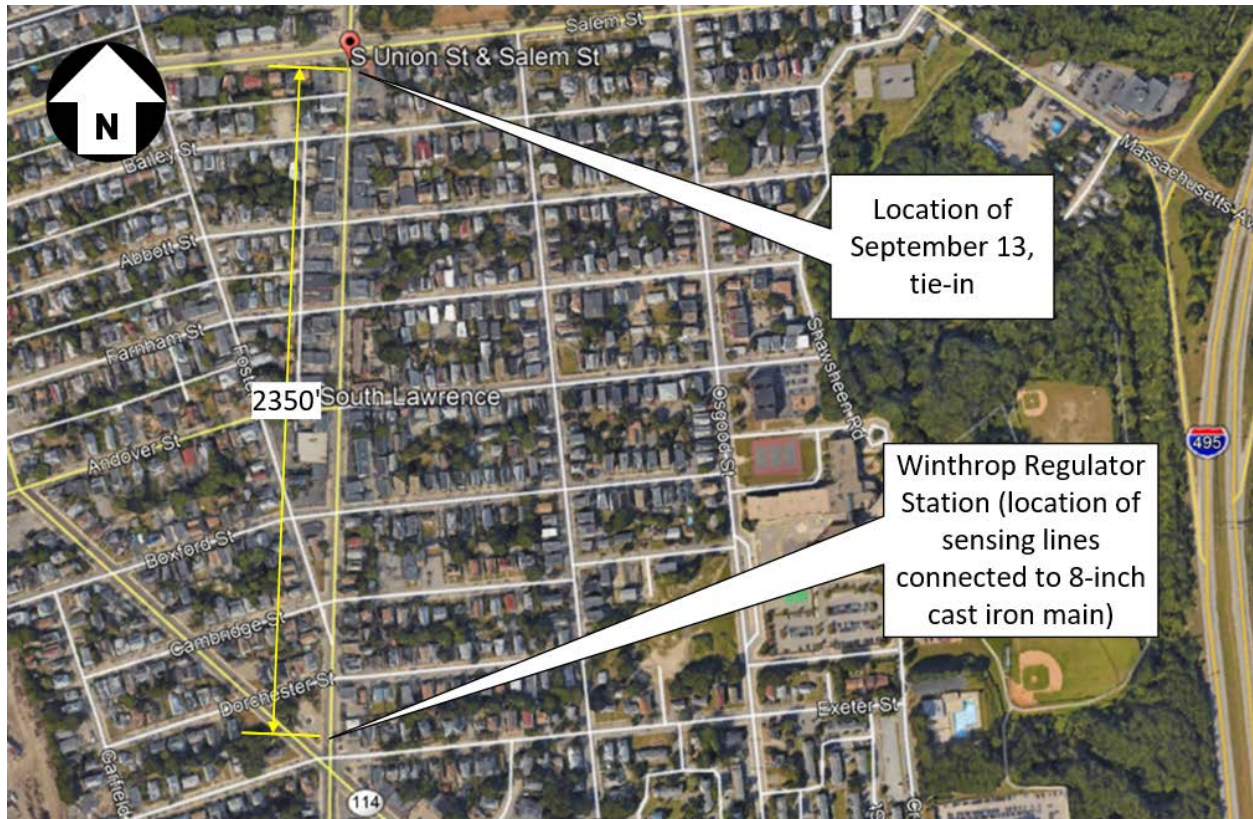 Salem St
S Union St & Salem St
N
Bailey St
Massachusetts Av
Location of
September 13,
tie-in
Abbott St
Farnham St
Shawsheen Rd
Foste
2350'
South Lawrence
Osgood St
495
Andover St
Winthrop Regulator
Station (location of
sensing lines
connected to 8-inch
cast iron main)
Boxford St
Cambridge St
Dorchester St
Exeter St
Garfield
114